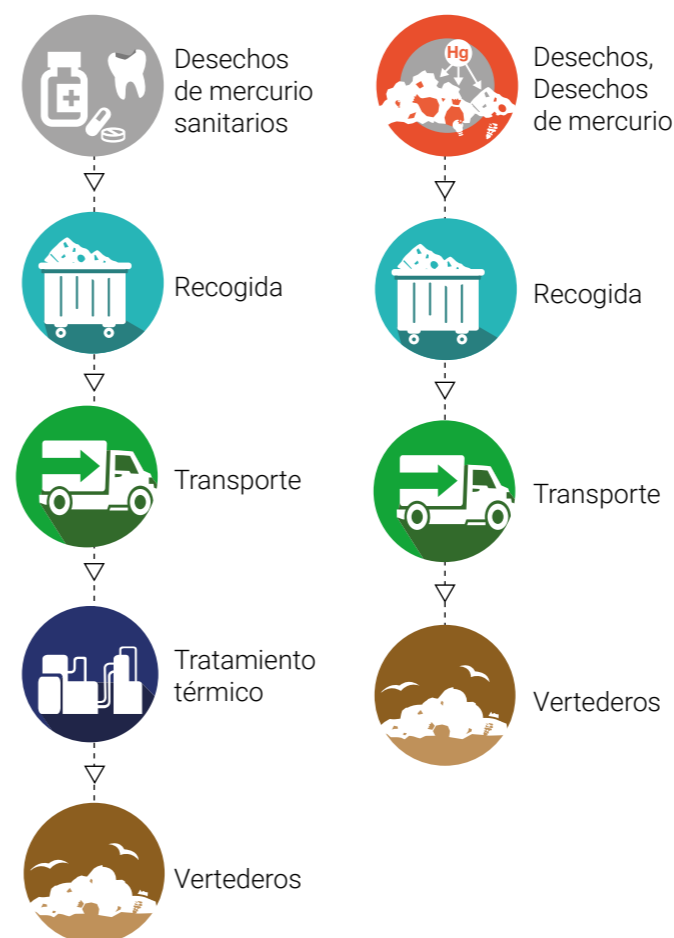 Desechos
de mercurio
sanitarios
Recogida
Transporte
Tratamiento
térmico
Vertederos
Hg
Desechos,
Desechos
de mercurio
Recogida
Transporte
Vertederos